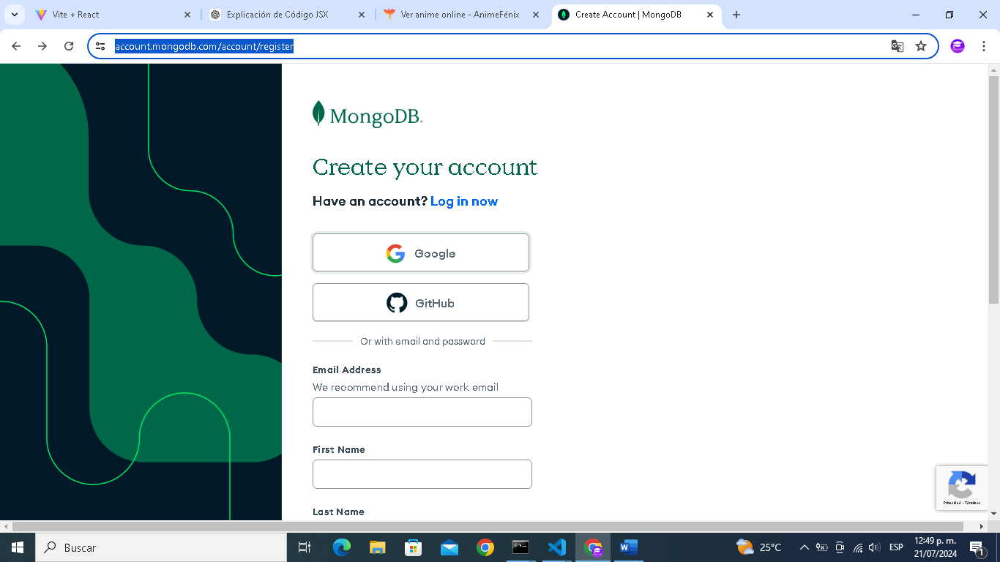 Vite + React
Explicación de Código JSX
Ver anime online - AnimeFénix
Create Account | MongoDB
account.mongodb.com/account/register
MongoDB.
Create your account
Have an account? Log in now
Google
GitHub
Or with email and password
Email Address
We recommend using your work email
First Name
Last Name
Privacidad - Términos
Buscar
25°C
ESP
12:49 p. m.
21/07/2024
1